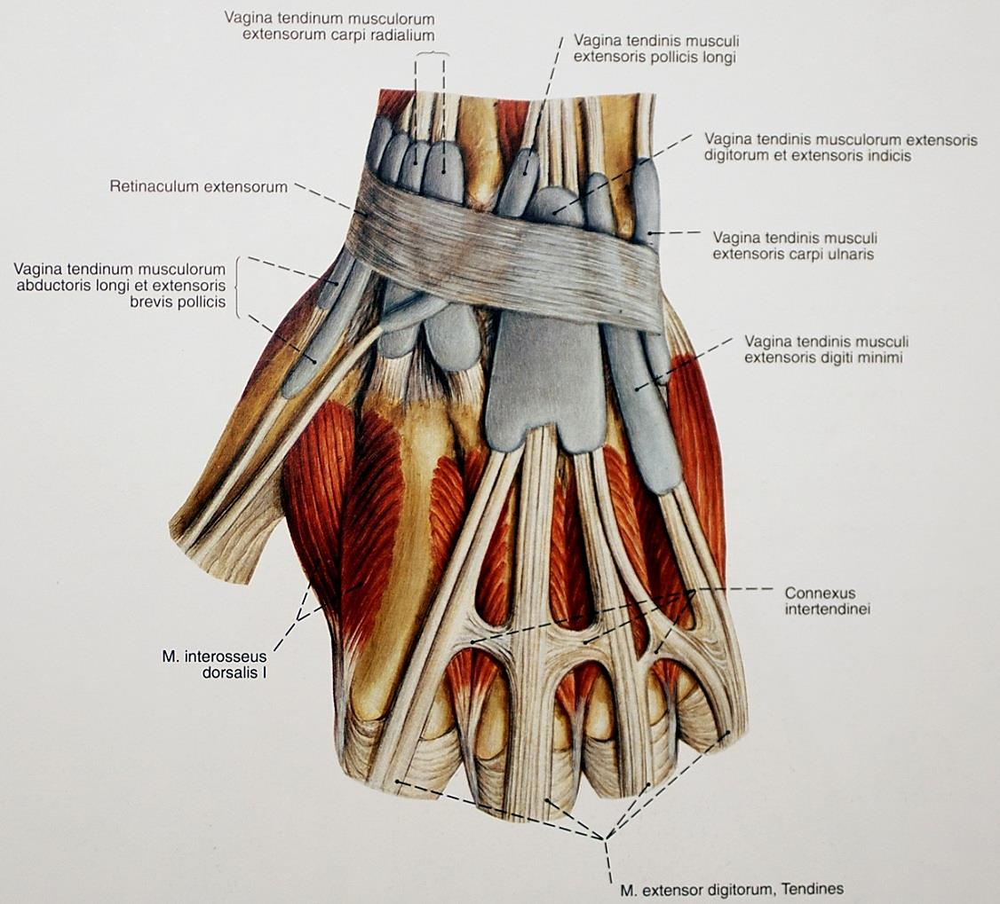 Vagina tendinum musculorum
extensorum carpi radialium
Vagina tendinis musculi
extensoris pollicis longi
Vagina tendinis musculorum extensoris
digitorum et extensoris indicis
Retinaculum extensorum
Vagina tendinis musculi
extensoris carpi ulnaris
Vagina tendinum musculorum
abductoris longi et extensoris
brevis pollicis
Vagina tendinis musculi
extensoris digiti minimi
Connexus
intertendinei
M. interosseus
dorsalis I
M. extensor digitorum, Tendines